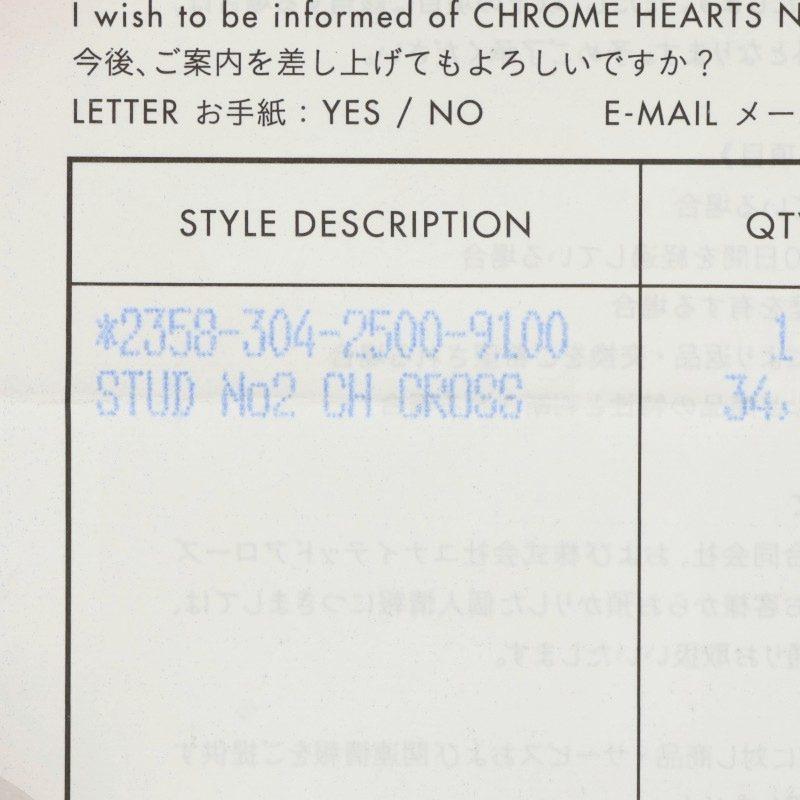 I wish to be informed of CHROME HEARTS N
今後、ご案内を差し上げてもよろしいですか？
LETTER お手紙：YES / NO E-MAIL メー
STYLE DESCRIPTION QTY
*2358-304-2500-9100 1
STUD No2 CH CROSS 34,